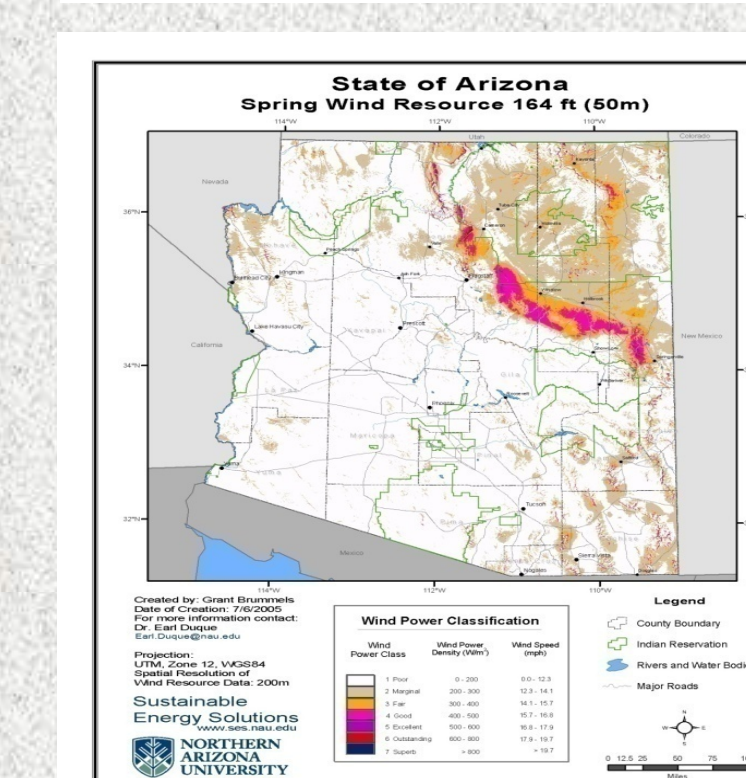 State of Arizona
Spring Wind Resource 164 ft (50m)
114°W 112°W 110°W
Utah Colorado
Nevada
36°N
Kingman
Lake Havasu City
Prescott
California
New Mexico
34°N
Phoenix
32°N
Tucson
Mexico
Sierra Vista
Nogales
114°W 112°W 110°W
Created by: Grant Brummels
Date of Creation: 7/6/2005
For more information contact:
Dr. Earl Duque
Earl.Duque@nau.edu
Projection:
UTM, Zone 12, WGS84
Spatial Resolution of
Wind Resource Data: 200m
Sustainable
Energy Solutions
www.ses.nau.edu
NORTHERN
ARIZONA
UNIVERSITY
Wind Power Classification
Wind Power Class Wind Power Density (W/m²) Wind Speed (mph)
1 Poor 0 - 200 0.0 - 12.3
2 Marginal 200 - 300 12.3 - 14.1
3 Fair 300 - 400 14.1 - 15.7
4 Good 400 - 500 15.7 - 16.8
5 Excellent 500 - 600 16.8 - 17.9
6 Outstanding 600 - 800 17.9 - 19.7
7 Superb > 800 > 19.7
Legend
County Boundary
Indian Reservation
Rivers and Water Bodie
Major Roads
0 12.5 25 50 75
Miles